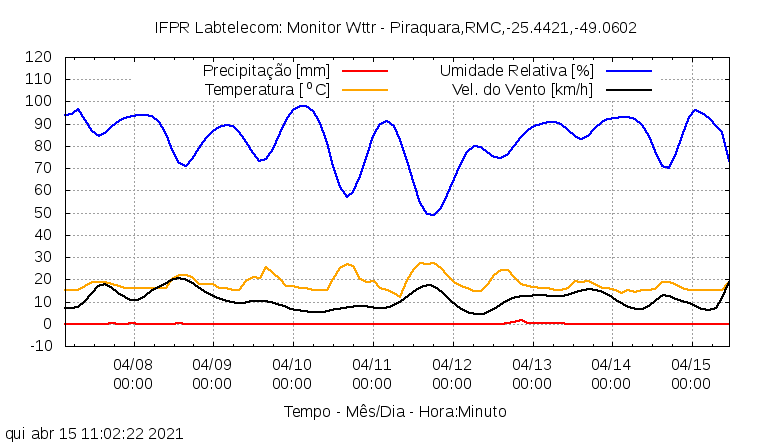 IFPR Labtelecom: Monitor Wttr - Piraquara,RMC,-25.4421,-49.0602
120
110
100
90
80
70
60
50
40
30
20
10
0
-10
Precipitação [mm]
Temperatura [⁰C]
Umidade Relativa [%]
Vel. do Vento [km/h]
04/08 04/09 04/10 04/11 04/12 04/13 04/14 04/15
00:00 00:00 00:00 00:00 00:00 00:00 00:00 00:00
Tempo - Mês/Dia - Hora:Minuto
qui abr 15 11:02:22 2021